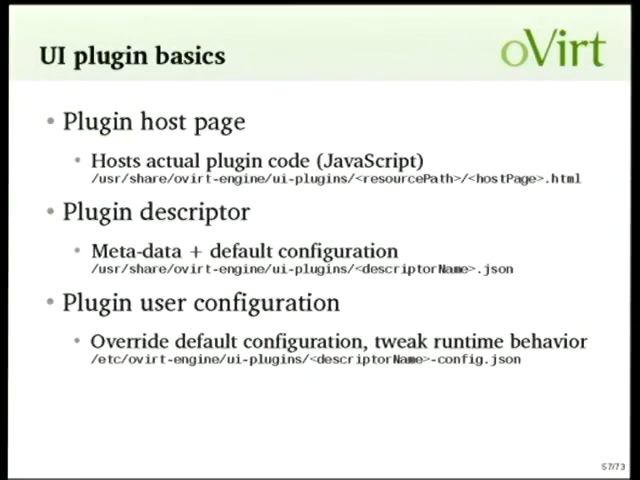 UI plugin basics
oVirt
• Plugin host page
• Hosts actual plugin code (JavaScript)
/usr/share/ovirt-engine/ui-plugins/<resourcePath>/<hostPage>.html
• Plugin descriptor
• Meta-data + default configuration
/usr/share/ovirt-engine/ui-plugins/<descriptorName>.json
• Plugin user configuration
• Override default configuration, tweak runtime behavior
/etc/ovirt-engine/ui-plugins/<descriptorName>-config.json
57/73